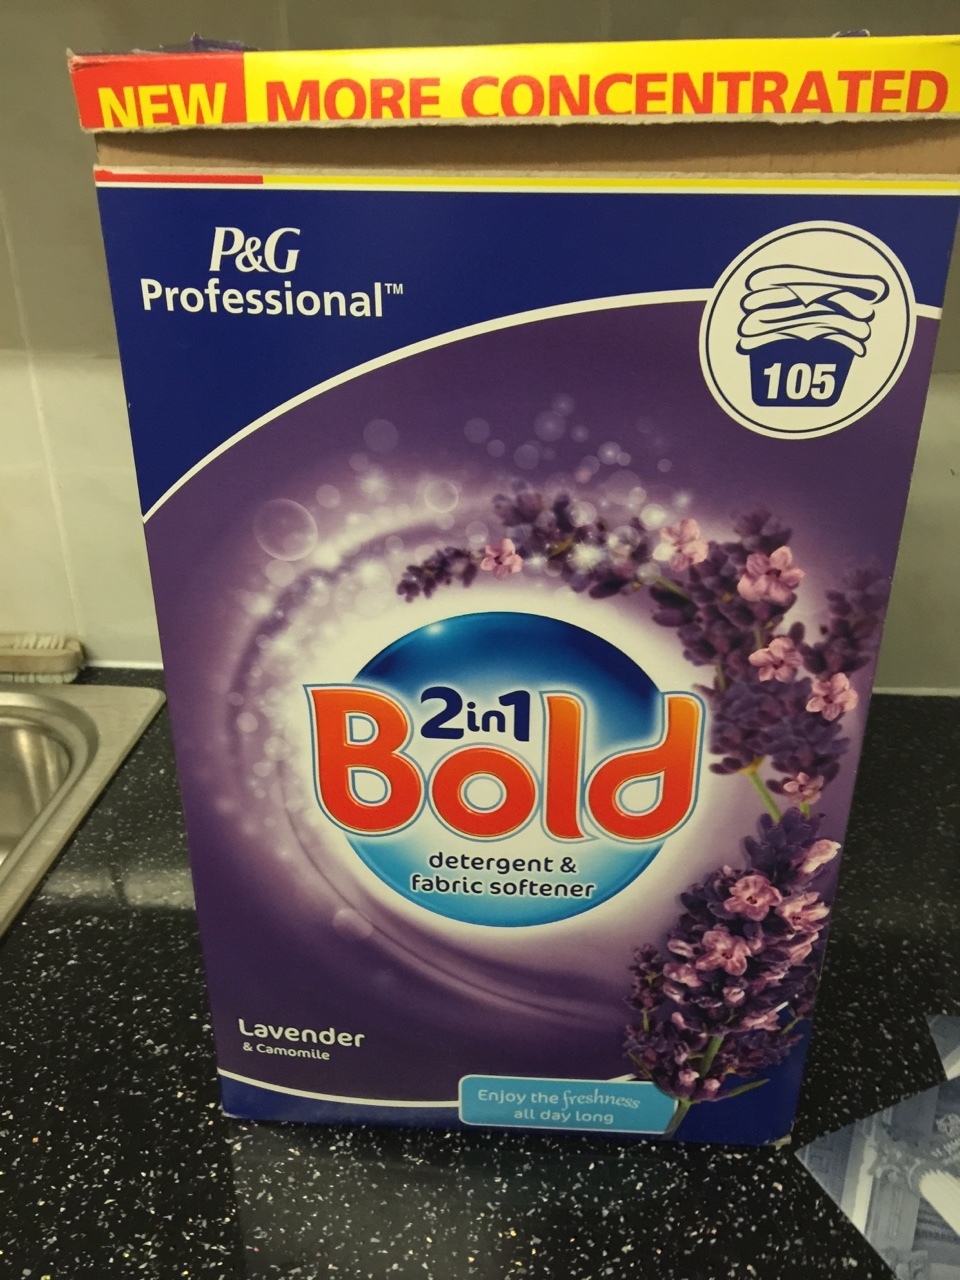 NEW MORE CONCENTRATED
P&G
Professional™
105
2in1
Bold
detergent &
fabric softener
Lavender
& Camomile
Enjoy the freshness
all day long